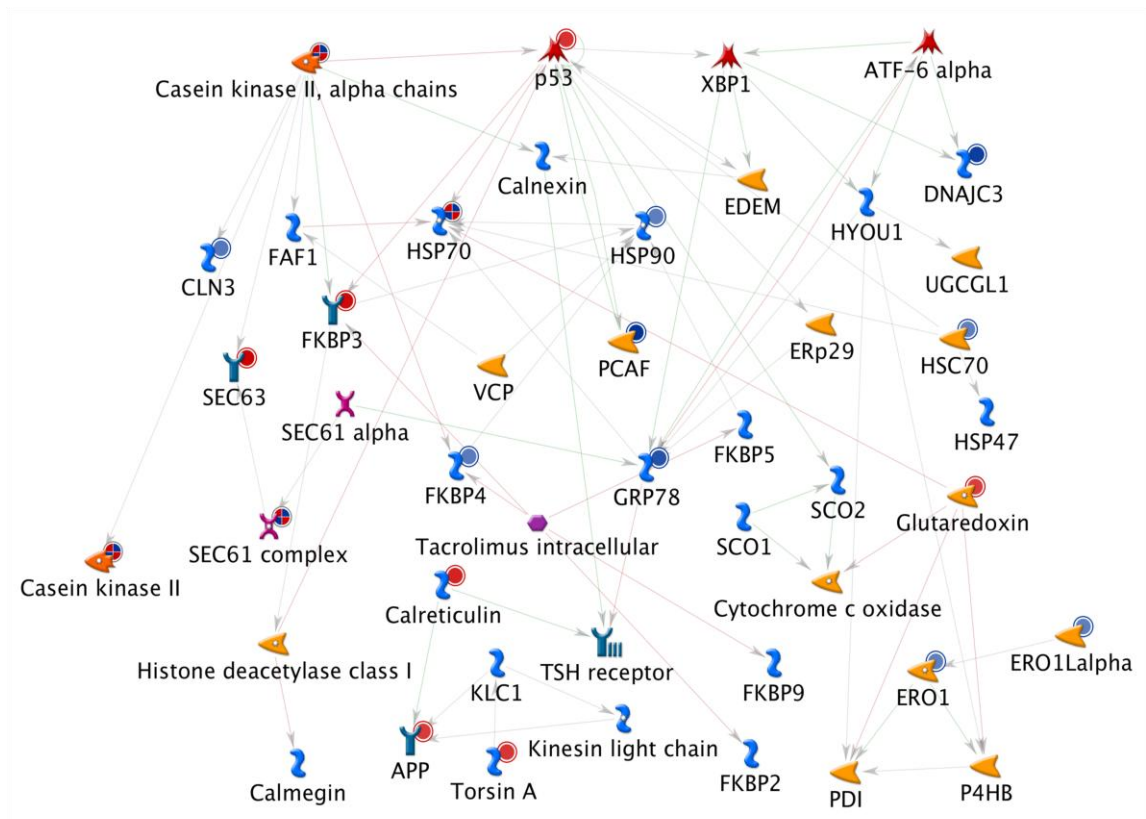 Casein kinase II, alpha chains
p53
XBP1
ATF-6 alpha
Calnexin
EDEM
DNAJC3
HYOU1
CLN3
FAF1
HSP70
HSP90
UGCGL1
FKBP3
SEC63
VCP
PCAF
ERp29
HSC70
HSP47
SEC61 alpha
FKBP4
GRP78
FKBP5
SCO2
Glutaredoxin
SEC61 complex
Tacrolimus intracellular
SCO1
Casein kinase II
Calreticulin
Cytochrome c oxidase
Histone deacetylase class I
KLC1
TSH receptor
FKBP9
ERO1
ERO1Lalpha
APP
Kinesin light chain
Calmegin
Torsin A
FKBP2
PDI
P4HB